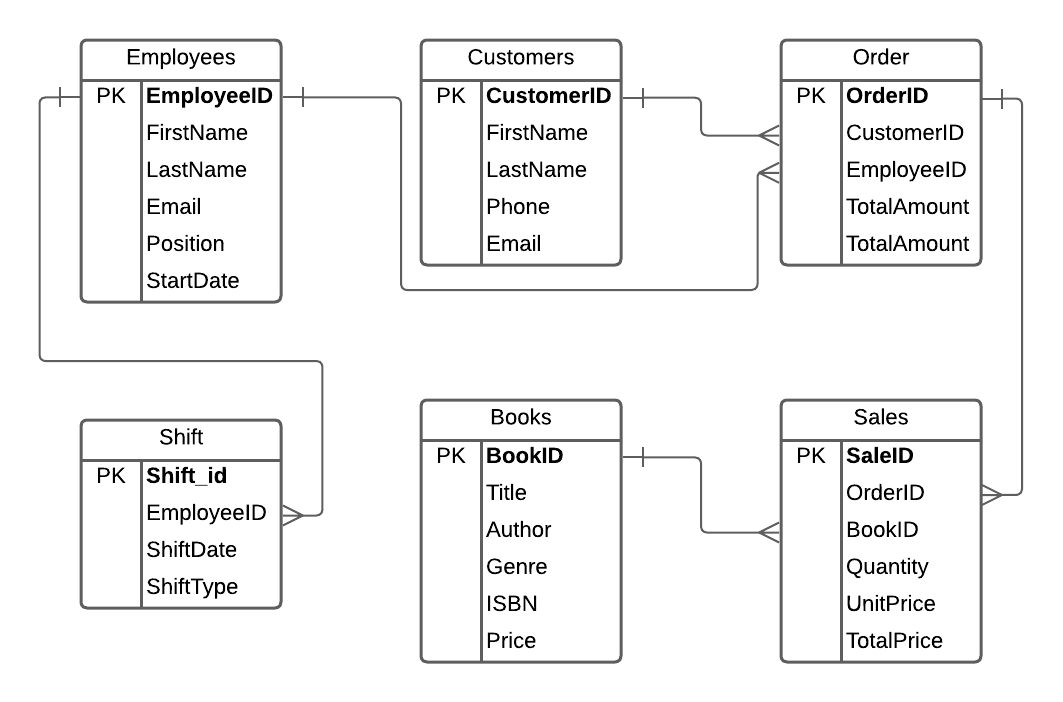 Employees
PK EmployeeID
FirstName
LastName
Email
Position
StartDate
Customers
PK CustomerID
FirstName
LastName
Phone
Email
Order
PK OrderID
CustomerID
EmployeeID
TotalAmount
TotalAmount
Shift
PK Shift_id
EmployeeID
ShiftDate
ShiftType
Books
PK BookID
Title
Author
Genre
ISBN
Price
Sales
PK SaleID
OrderID
BookID
Quantity
UnitPrice
TotalPrice